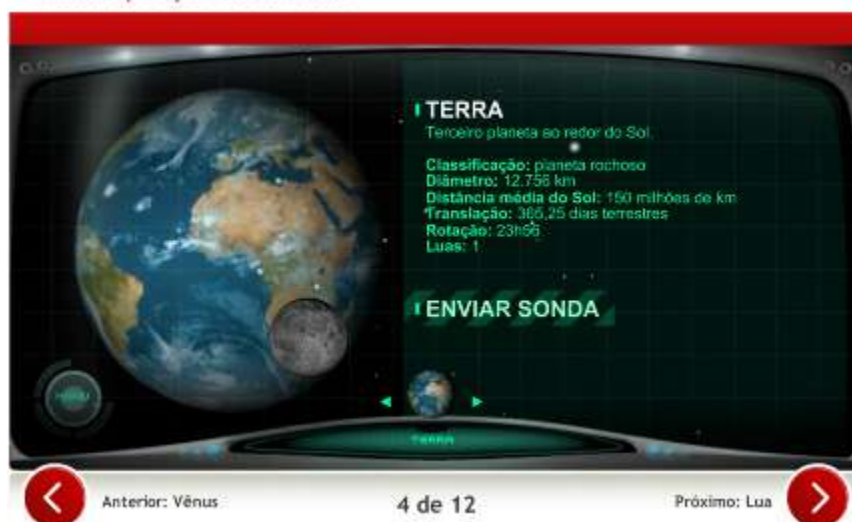 TERRA
Terceiro planeta ao redor do Sol.
Classificação: planeta rochoso
Diâmetro: 12.756 km
Distância média do Sol: 150 milhões de km
Translação: 365,25 dias terrestres
Rotação: 23h56
Luas: 1
ENVIAR SONDA
MENU
TERRA
Anterior: Vênus
4 de 12
Próximo: Lua